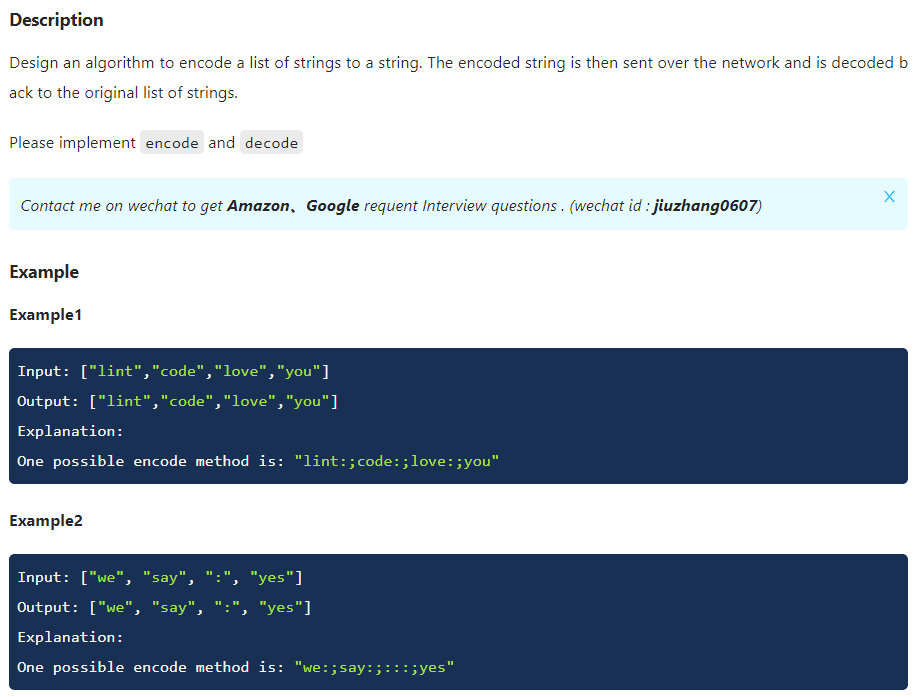 Description
Design an algorithm to encode a list of strings to a string. The encoded string is then sent over the network and is decoded b
ack to the original list of strings.
Please implement encode and decode
Contact me on wechat to get Amazon、Google requent Interview questions . (wechat id : jiuzhang0607)
X
Example
Example1
Input: ["lint","code","love","you"]
Output: ["lint","code","love","you"]
Explanation:
One possible encode method is: "lint:;code:;love:;you"
Example2
Input: ["we", "say", ":", "yes"]
Output: ["we", "say", ":", "yes"]
Explanation:
One possible encode method is: "we:;say:;:::;yes"